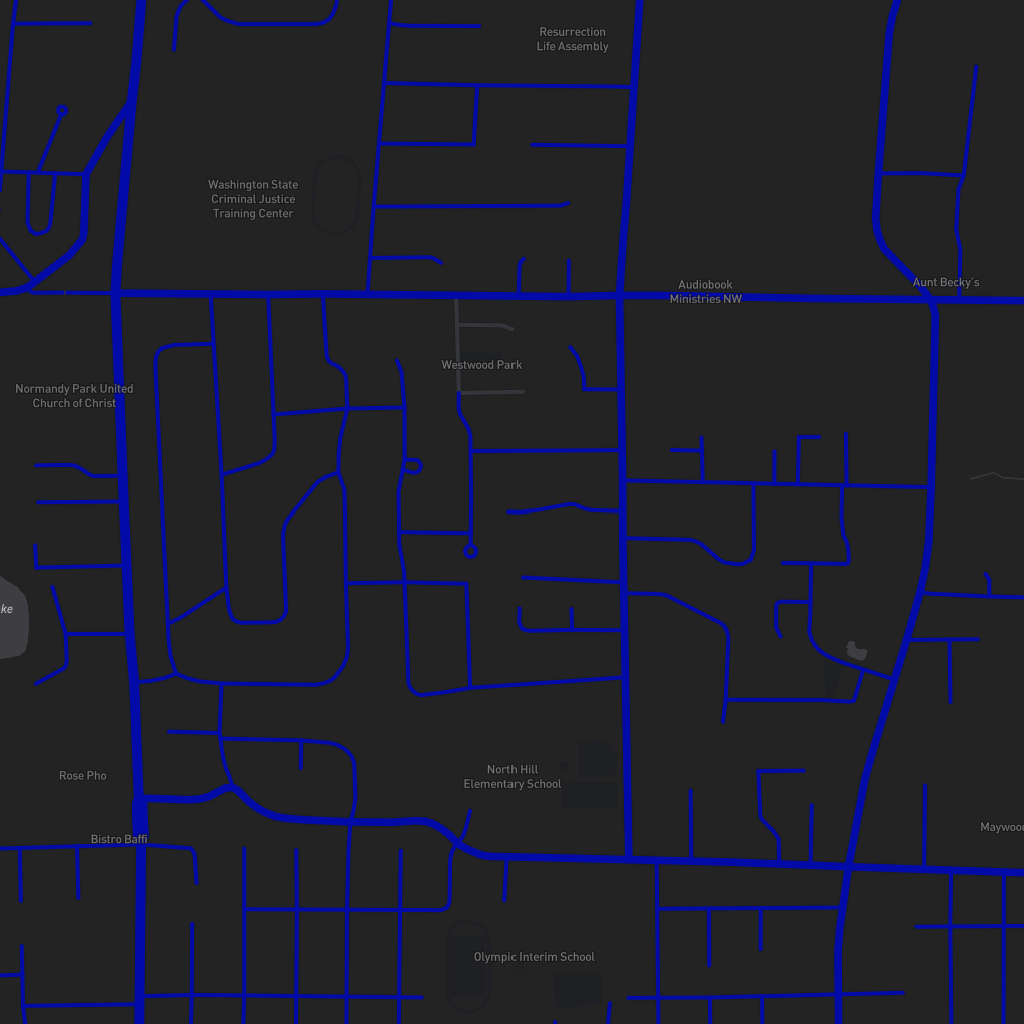 Resurrection
Life Assembly
Washington State
Criminal Justice
Training Center
Audiobook
Ministries NW
Aunt Becky's
Westwood Park
Normandy Park United
Church of Christ
ke
Rose Pho
North Hill
Elementary School
Bistro Baffi
Maywood
Olympic Interim School